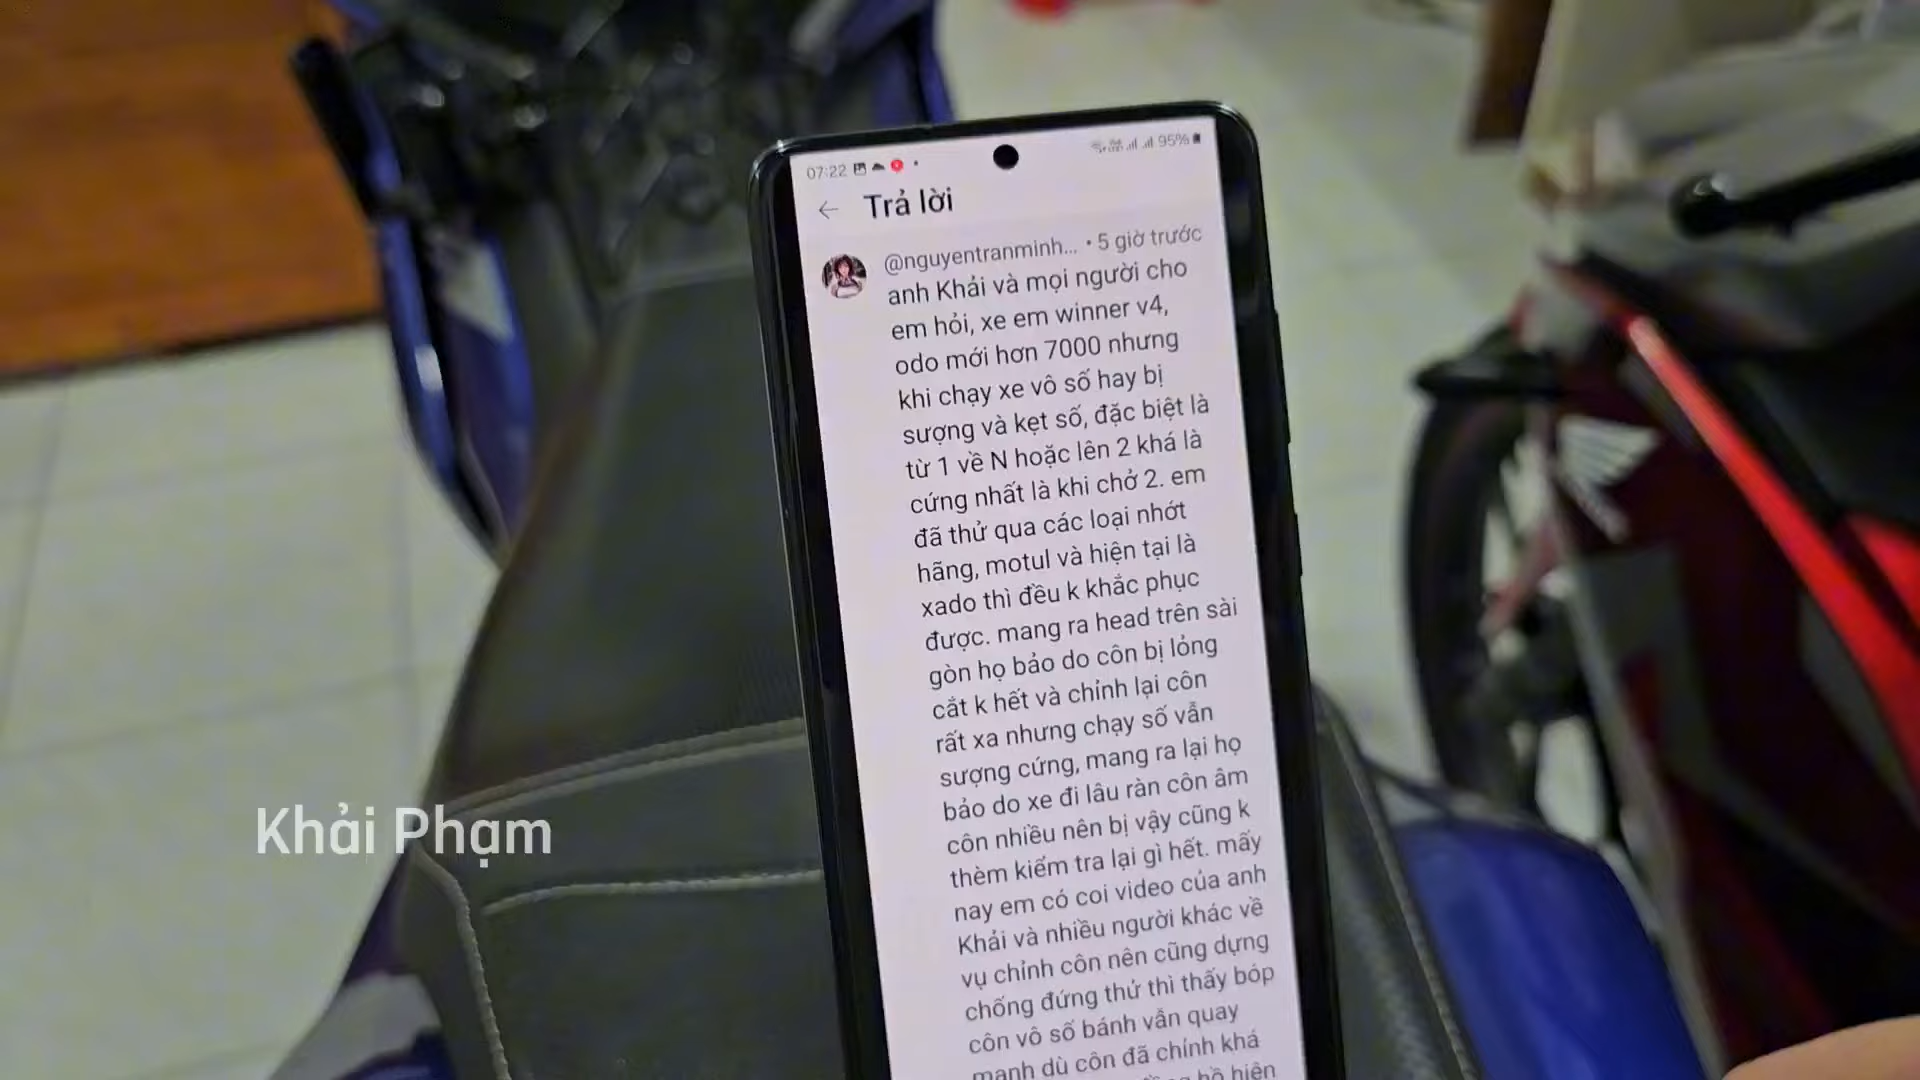 07:22
95%
Trả lời
@nguyentranminh... • 5 giờ trước
anh Khải và mọi người cho
em hỏi, xe em winner v4,
odo mới hơn 7000 nhưng
khi chạy xe vô số hay bị
sượng và kẹt số, đặc biệt là
từ 1 về N hoặc lên 2 khá là
cứng nhất là khi chở 2. em
đã thử qua các loại nhớt
hãng, motul và hiện tại là
xado thì đều k khắc phục
được. mang ra head trên sài
gòn họ bảo do côn bị lỏng
cắt k hết và chỉnh lại côn
rất xa nhưng chạy số vẫn
sượng cứng, mang ra lại họ
bảo do xe đi lâu ràn côn âm
côn nhiều nên bị vậy cũng k
thèm kiểm tra lại gì hết. mấy
nay em có coi video của anh
Khải và nhiều người khác về
vụ chỉnh côn nên cũng dựng
chống đứng thử thì thấy bóp
côn vô số bánh vẫn quay
mạnh dù côn đã chỉnh khá
hồ hiện
Khải Phạm